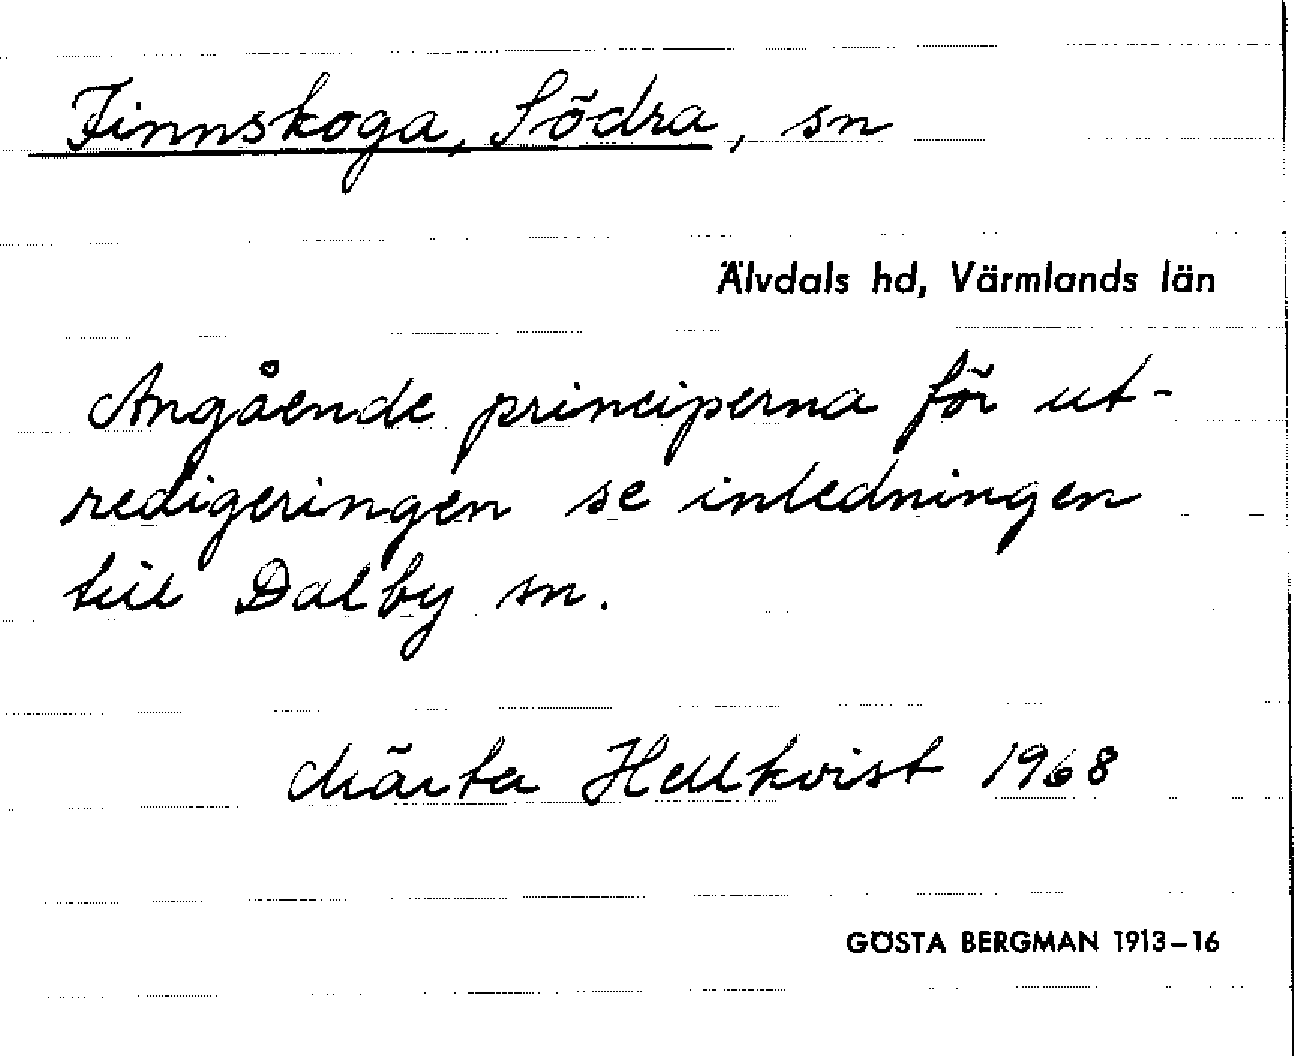 Finnskoga, Södra, sn
Älvdals hd, Värmlands län
Angående principerna för ut-
redigeringen se inledningen
till Dalby sn.
Märta Hellkvist 1968
GÖSTA BERGMAN 1913–16